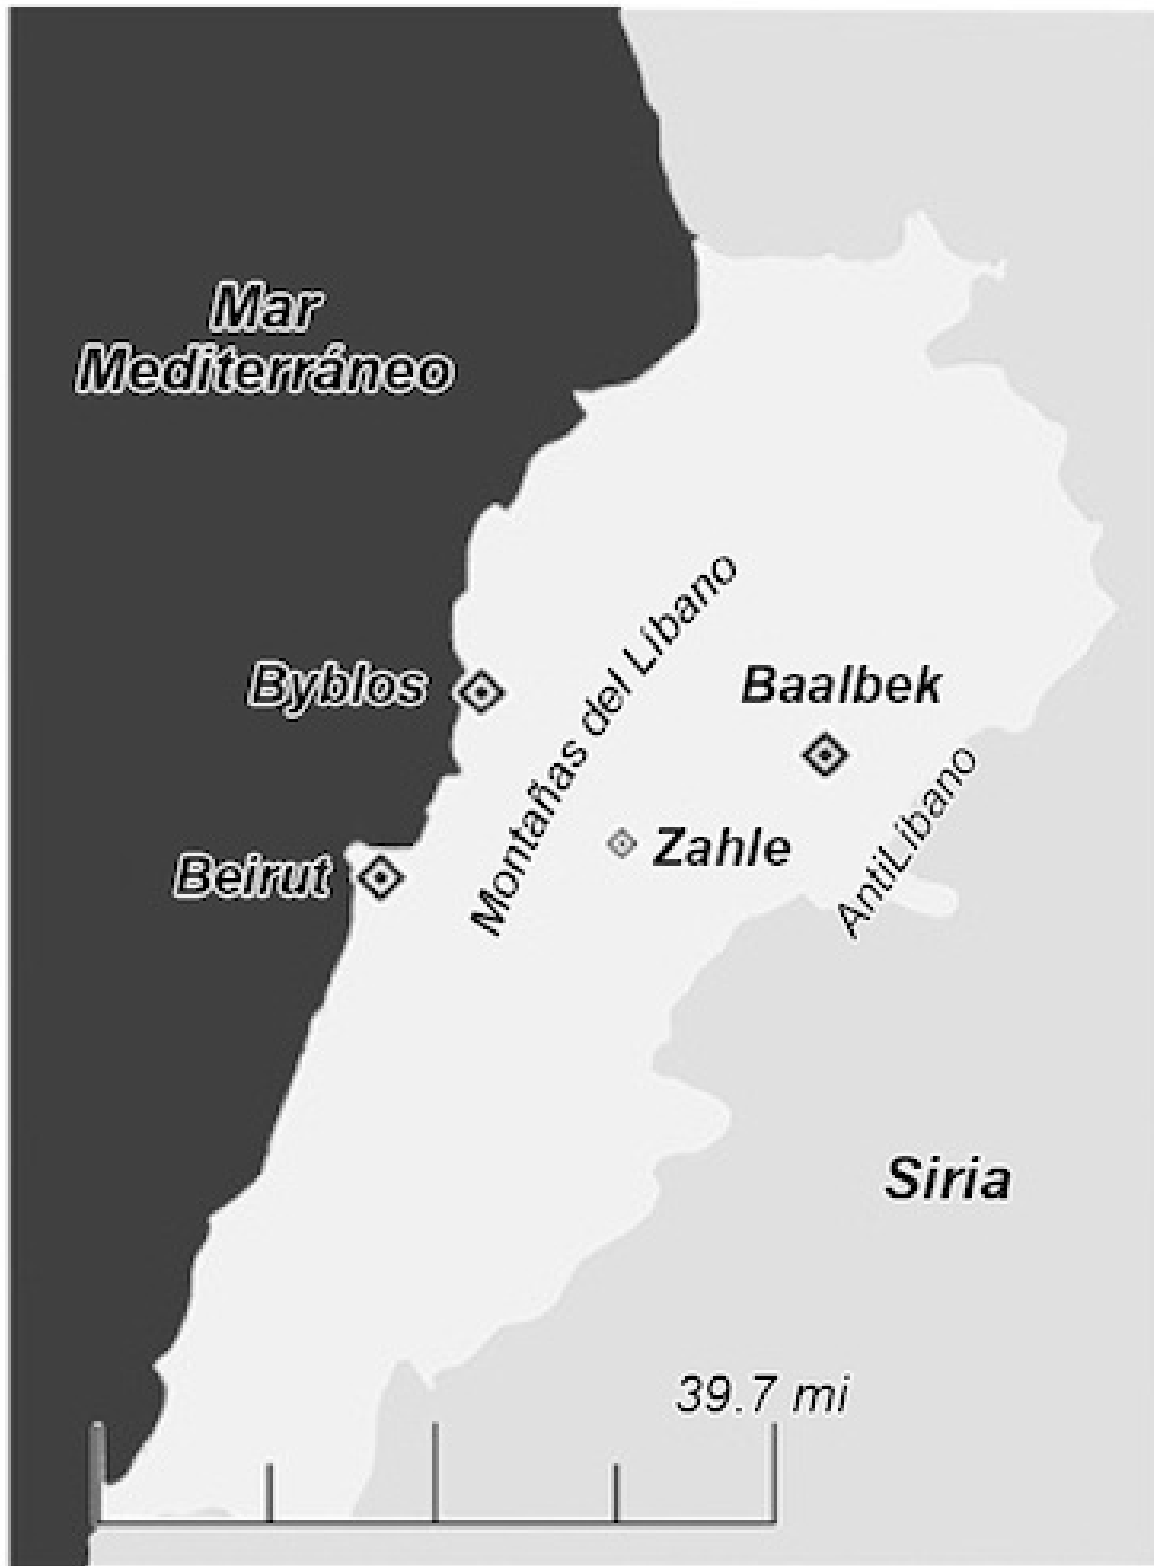 Mar
Mediterráneo
Montañas del Líbano
Byblos
Baalbek
AntiLíbano
Beirut
Zahle
Siria
39.7 mi